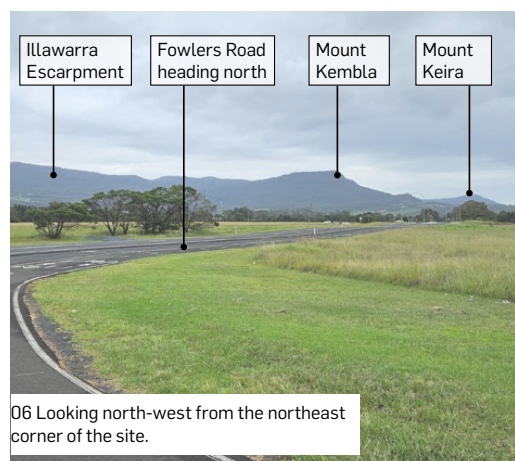 Illawarra
Escarpment
Fowlers Road
heading north
Mount
Kembla
Mount
Keira
06 Looking north-west from the northeast
corner of the site.